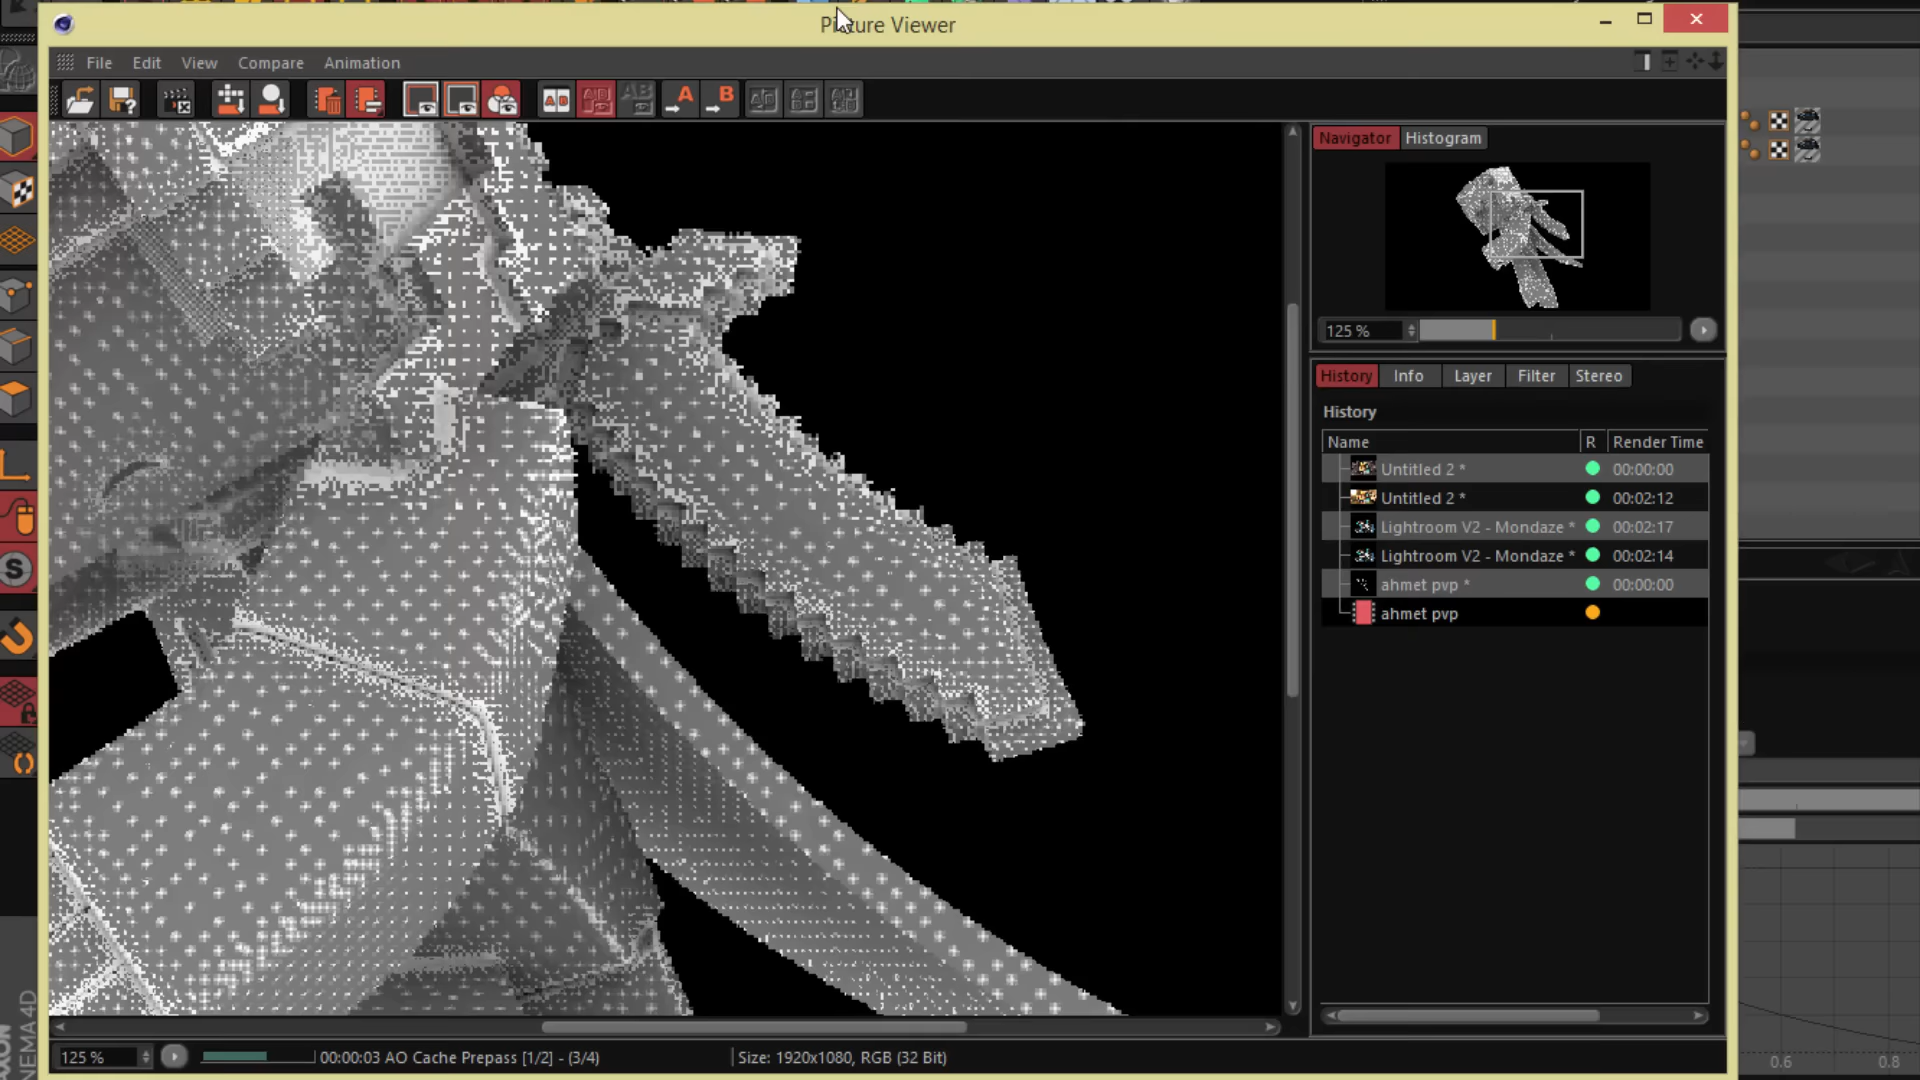 Picture Viewer
File Edit View Compare Animation
A B
Navigator Histogram
125 %
History Info Layer Filter Stereo
History
Name R Render Time
Untitled 2 * 00:00:00
Untitled 2 * 00:02:12
Lightroom V2 - Mondaze * 00:02:17
Lightroom V2 - Mondaze * 00:02:14
ahmet pvp * 00:00:00
ahmet pvp
125 % 00:00:03 AO Cache Prepass [1/2] - (3/4) Size: 1920x1080, RGB (32 Bit)
0.6 0.8
S